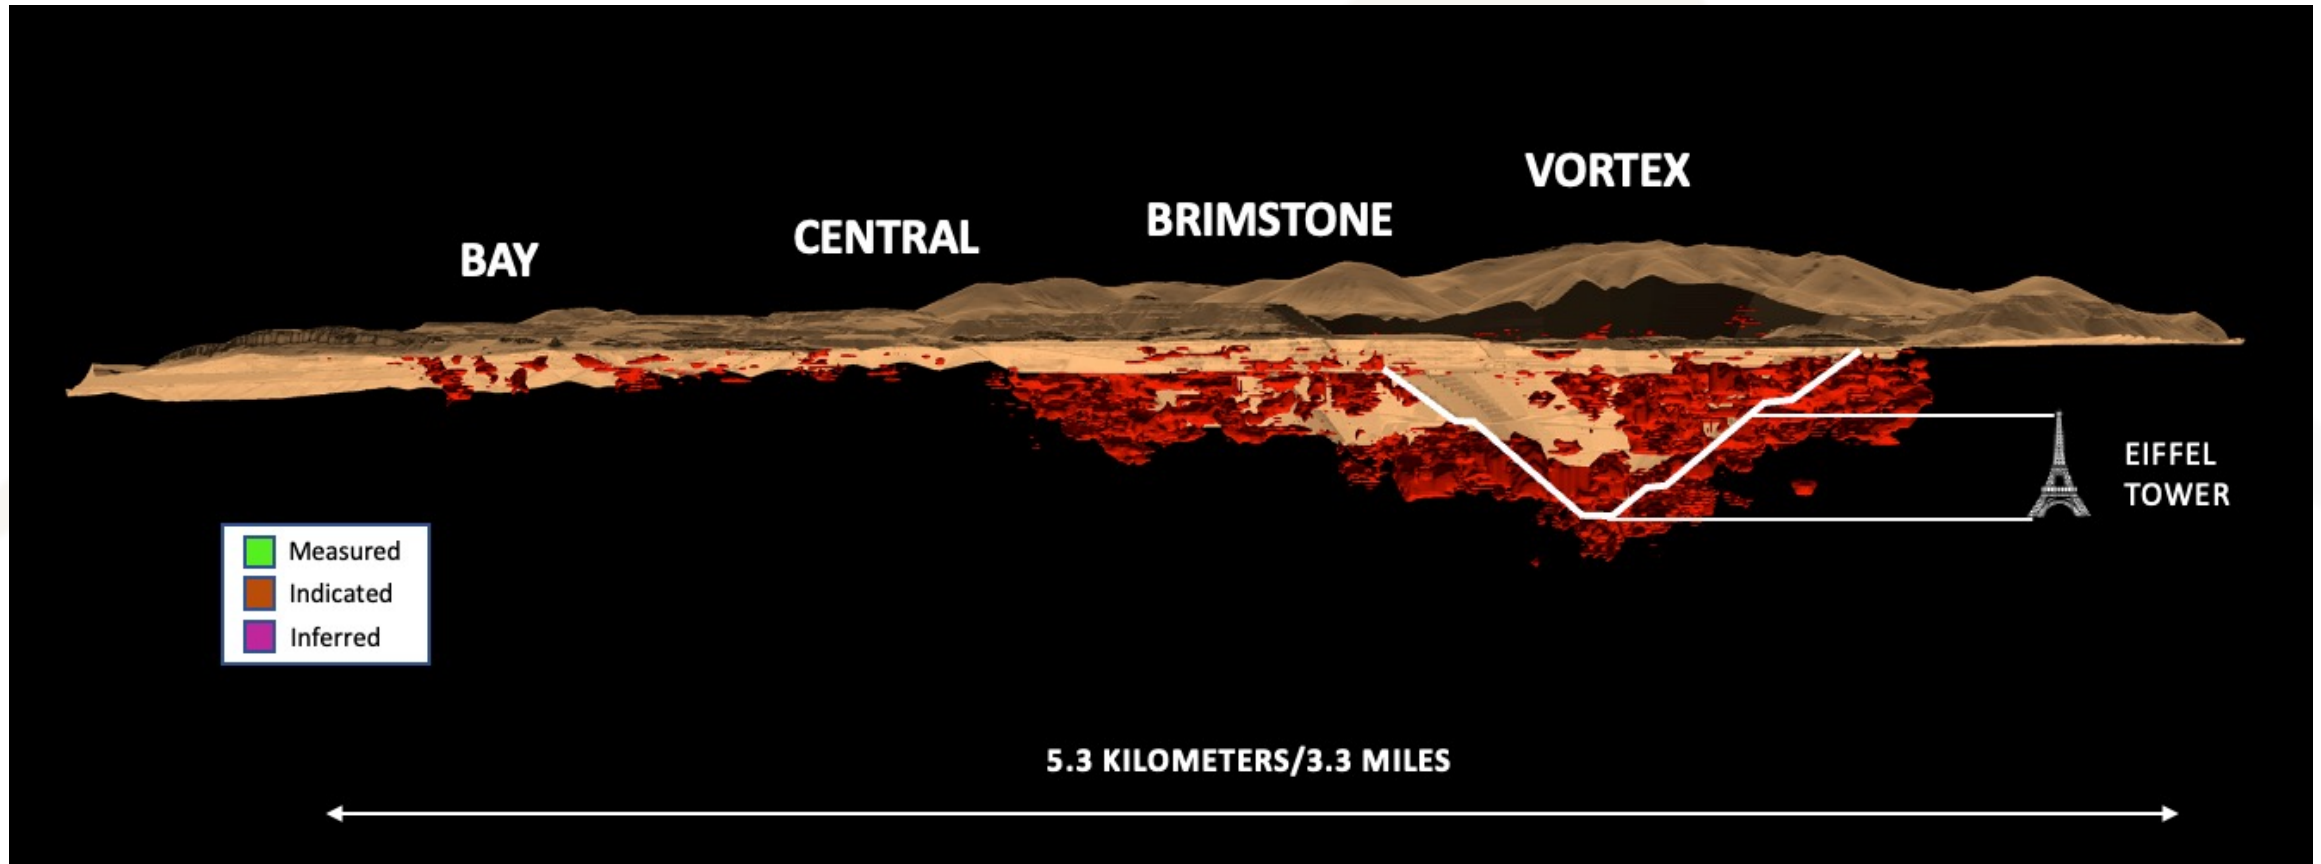 VORTEX
BRIMSTONE
CENTRAL
BAY
EIFFEL
TOWER
Measured
Indicated
Inferred
5.3 KILOMETERS/3.3 MILES